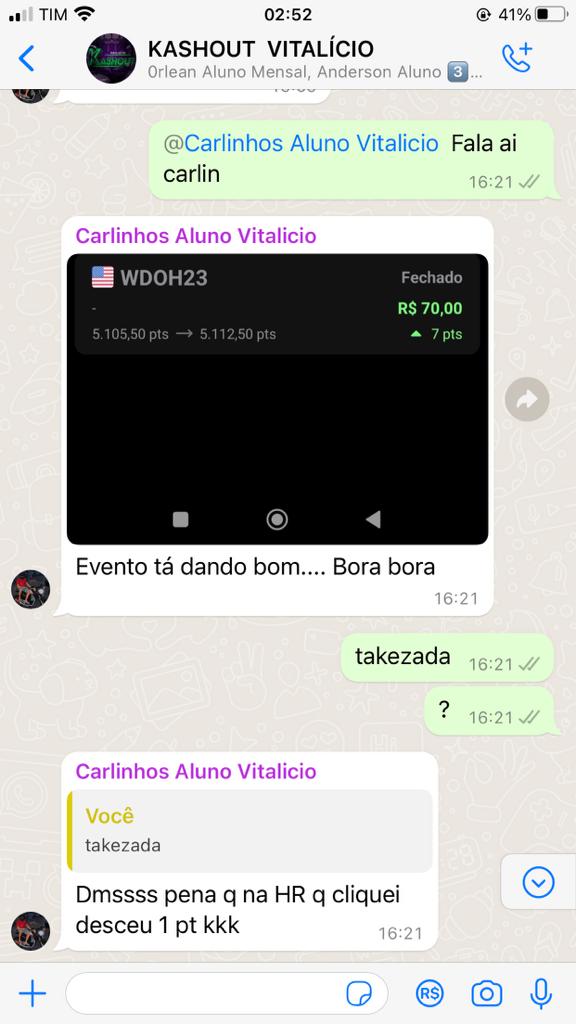 TIM 02:52 41%
KASHOUT VITALÍCIO
0rlean Aluno Mensal, Anderson Aluno 3️⃣...
@Carlinhos Aluno Vitalicio Fala ai
carlin
16:21
Carlinhos Aluno Vitalicio
WDOH23 Fechado
- R$ 70,00
5.105,50 pts → 5.112,50 pts 7 pts
Evento tá dando bom.... Bora bora
16:21
takezada 16:21
? 16:21
Carlinhos Aluno Vitalicio
Você
takezada
Dmssss pena q na HR q cliquei
desceu 1 pt kkk 16:21
R$